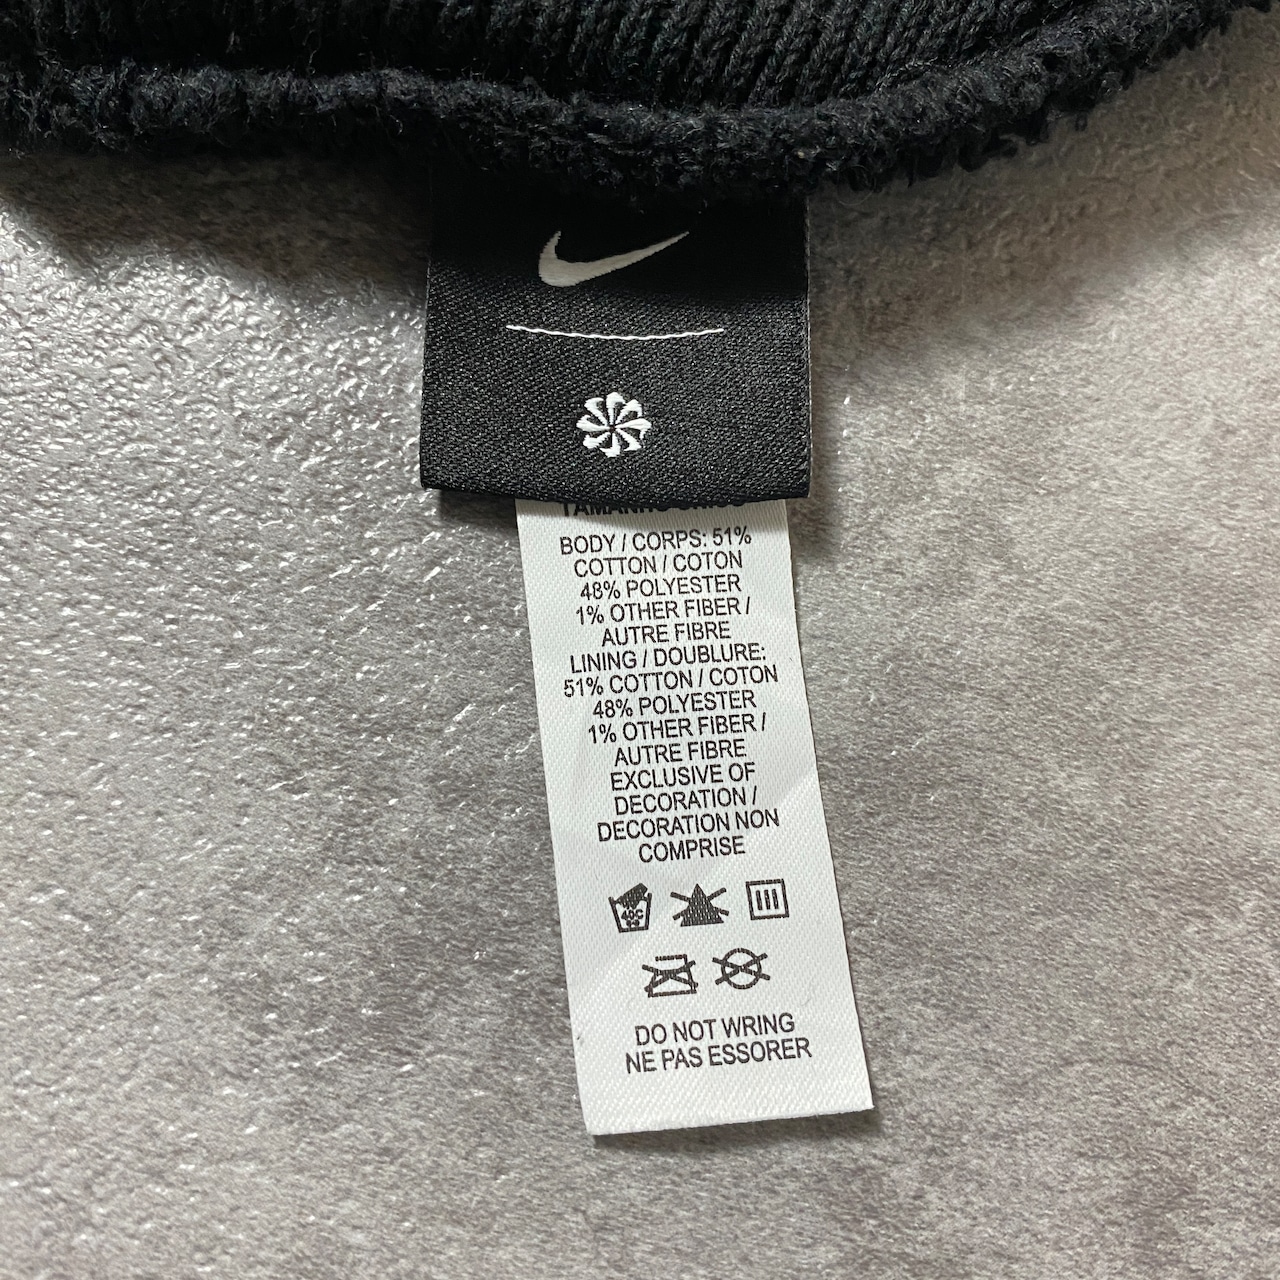 BODY / CORPS: 51%
COTTON / COTON
48% POLYESTER
1% OTHER FIBER /
AUTRE FIBRE
LINING / DOUBLURE:
51% COTTON / COTON
48% POLYESTER
1% OTHER FIBER /
AUTRE FIBRE
EXCLUSIVE OF
DECORATION /
DECORATION NON
COMPRISE
40C
DO NOT WRING
NE PAS ESSORER